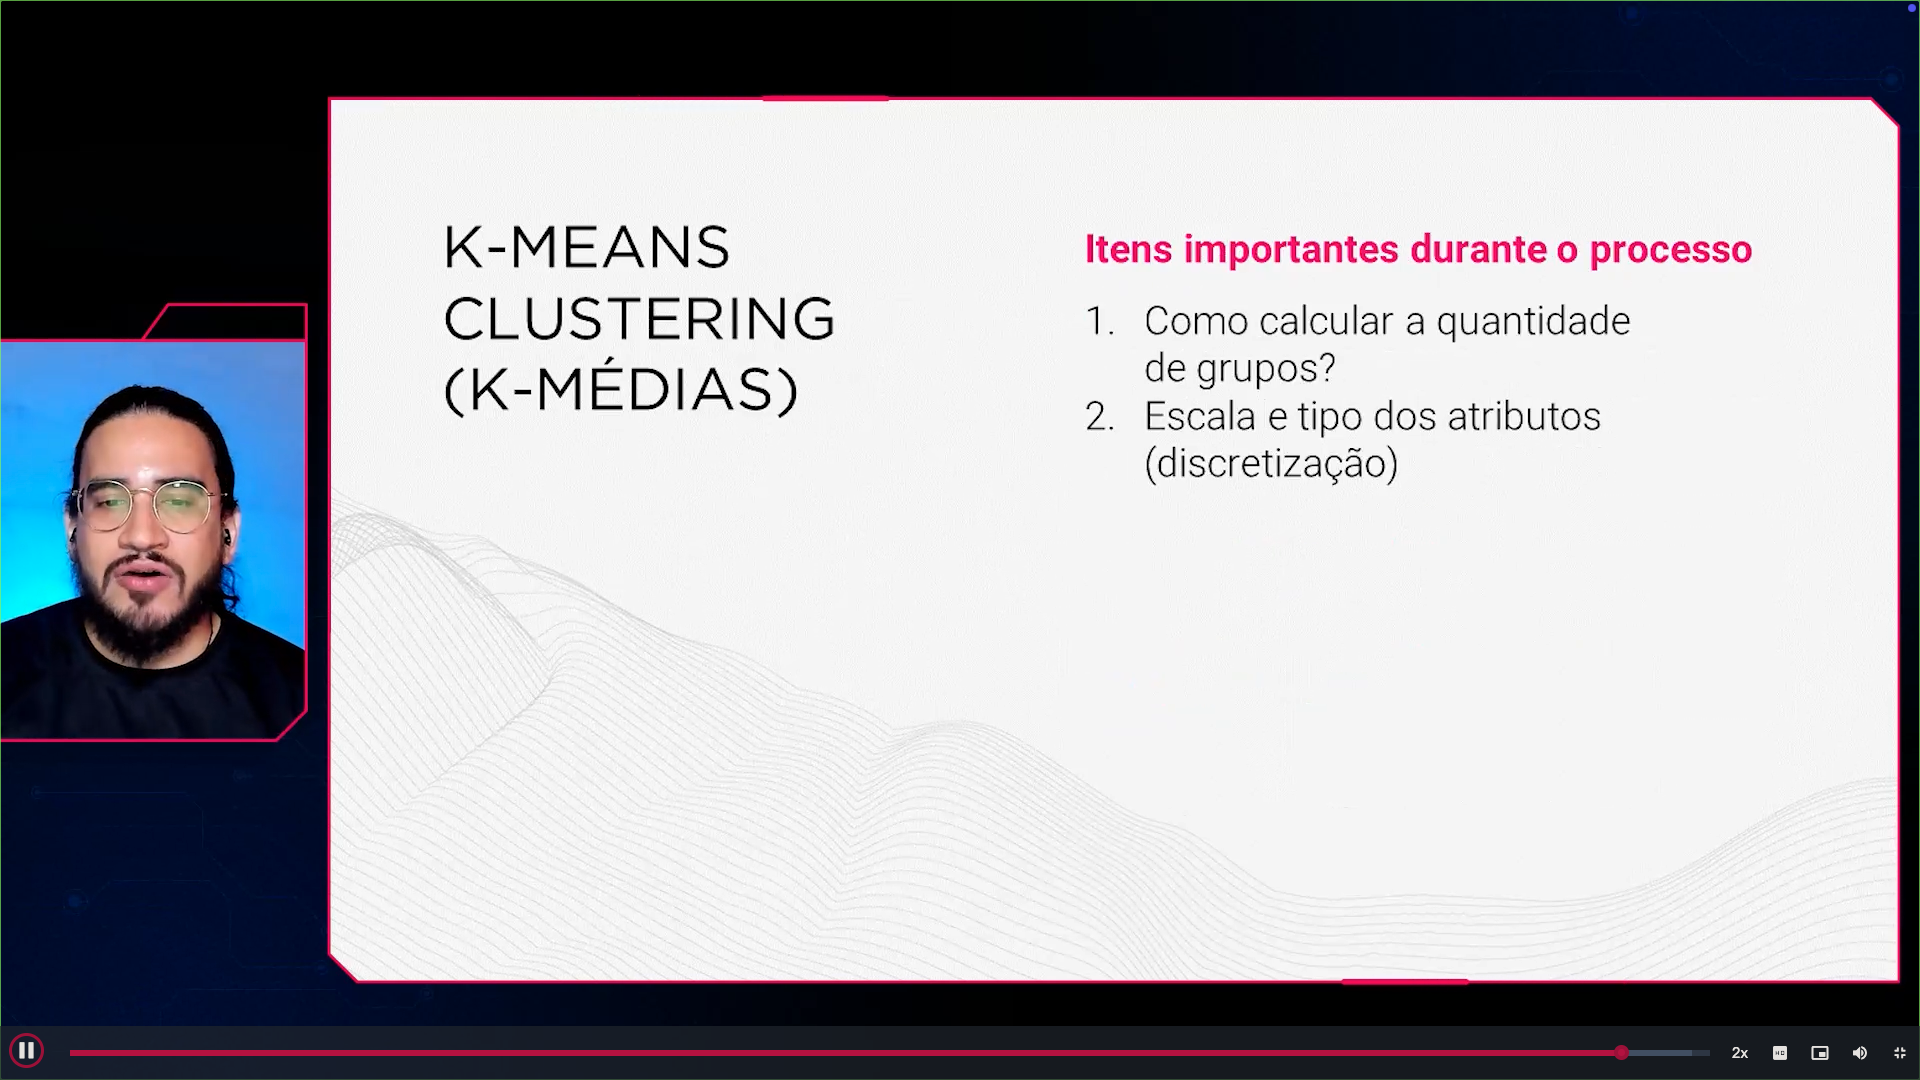 K-MEANS
CLUSTERING
(K-MÉDIAS)
Itens importantes durante o processo
1. Como calcular a quantidade
de grupos?
2. Escala e tipo dos atributos
(discretização)
2x
HD